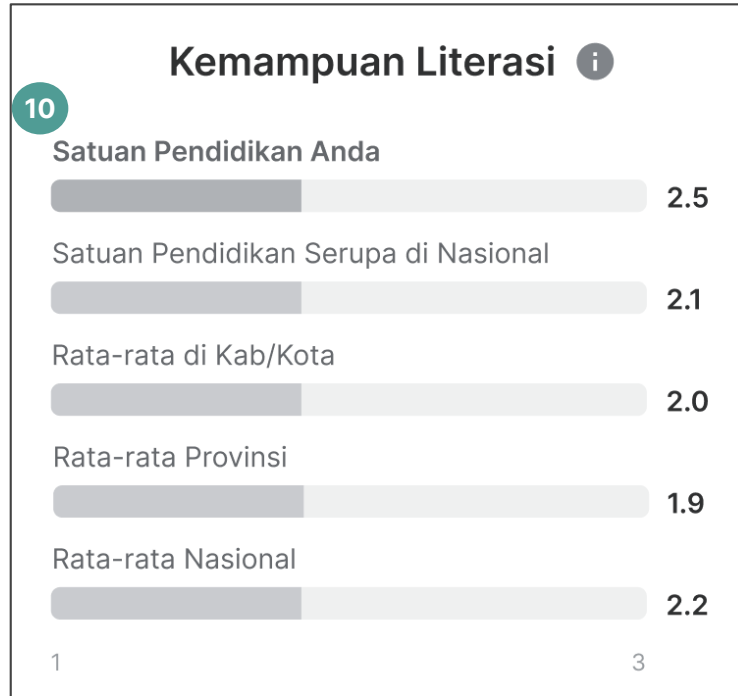 Kemampuan Literasi i
10
Satuan Pendidikan Anda
2.5
Satuan Pendidikan Serupa di Nasional
2.1
Rata-rata di Kab/Kota
2.0
Rata-rata Provinsi
1.9
Rata-rata Nasional
2.2
1 3